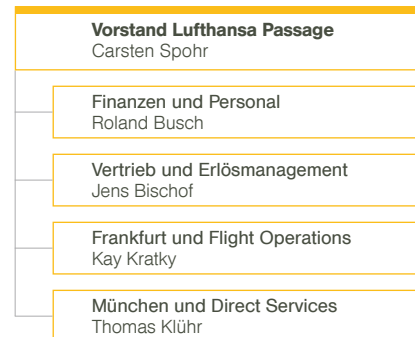 Vorstand Lufthansa Passage
Carsten Spohr
Finanzen und Personal
Roland Busch
Vertrieb und Erlösmanagement
Jens Bischof
Frankfurt und Flight Operations
Kay Kratky
München und Direct Services
Thomas Klühr